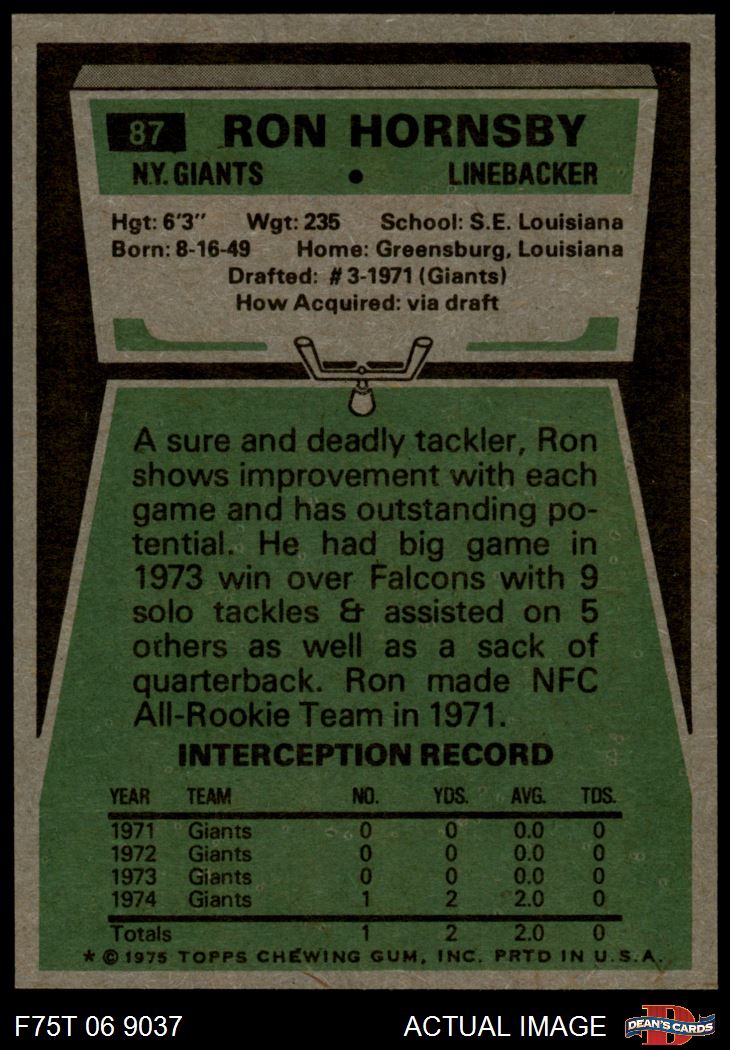 87 RON HORNSBY
N.Y. GIANTS • LINEBACKER
Hgt: 6'3" Wgt: 235 School: S.E. Louisiana
Born: 8-16-49 Home: Greensburg, Louisiana
Drafted: #3-1971 (Giants)
How Acquired: via draft
A sure and deadly tackler, Ron
shows improvement with each
game and has outstanding po-
tential. He had big game in
1973 win over Falcons with 9
solo tackles & assisted on 5
others as well as a sack of
quarterback. Ron made NFC
All-Rookie Team in 1971.
INTERCEPTION RECORD
YEAR TEAM NO. YDS. AVG. TDS.
1971 Giants 0 0 0.0 0
1972 Giants 0 0 0.0 0
1973 Giants 0 0 0.0 0
1974 Giants 1 2 2.0 0
Totals 1 2 2.0 0
* © 1975 TOPPS CHEWING GUM, INC. PRTD IN U.S.A.
F75T 06 9037 ACTUAL IMAGE D DEAN'S CARDS